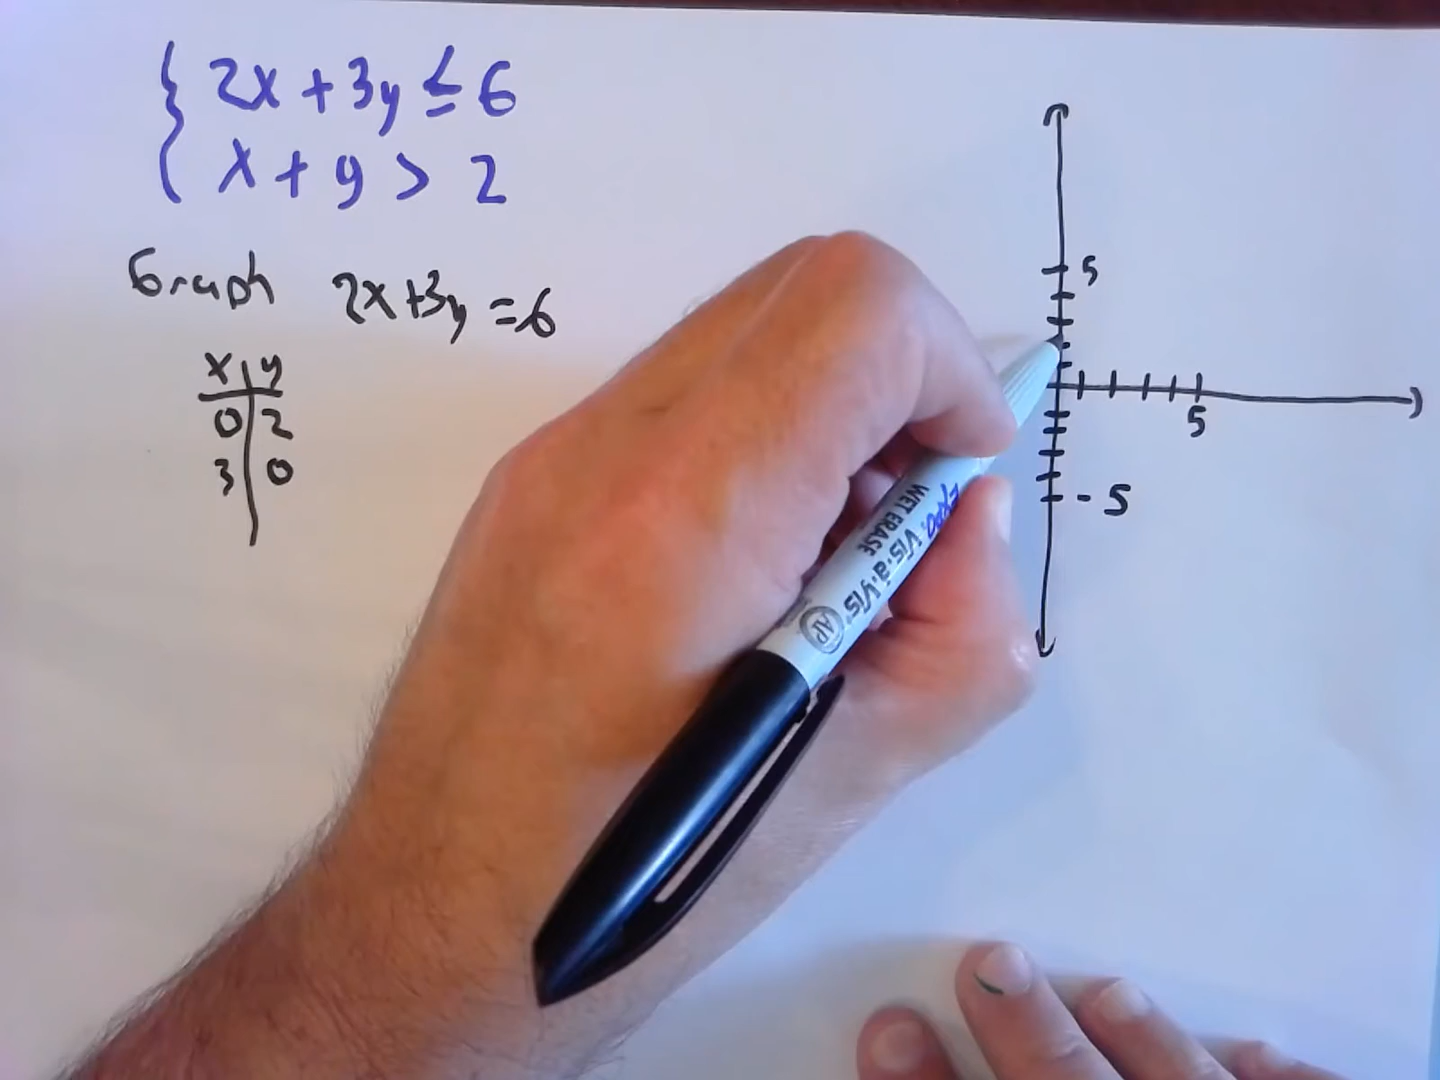 { 2x + 3y ≤ 6
x + y > 2
Graph 2x + 3y = 6
x y
0 2
3 0
5
5
-5
EXPO. Vis-à-Vis
WET ERASE
AP